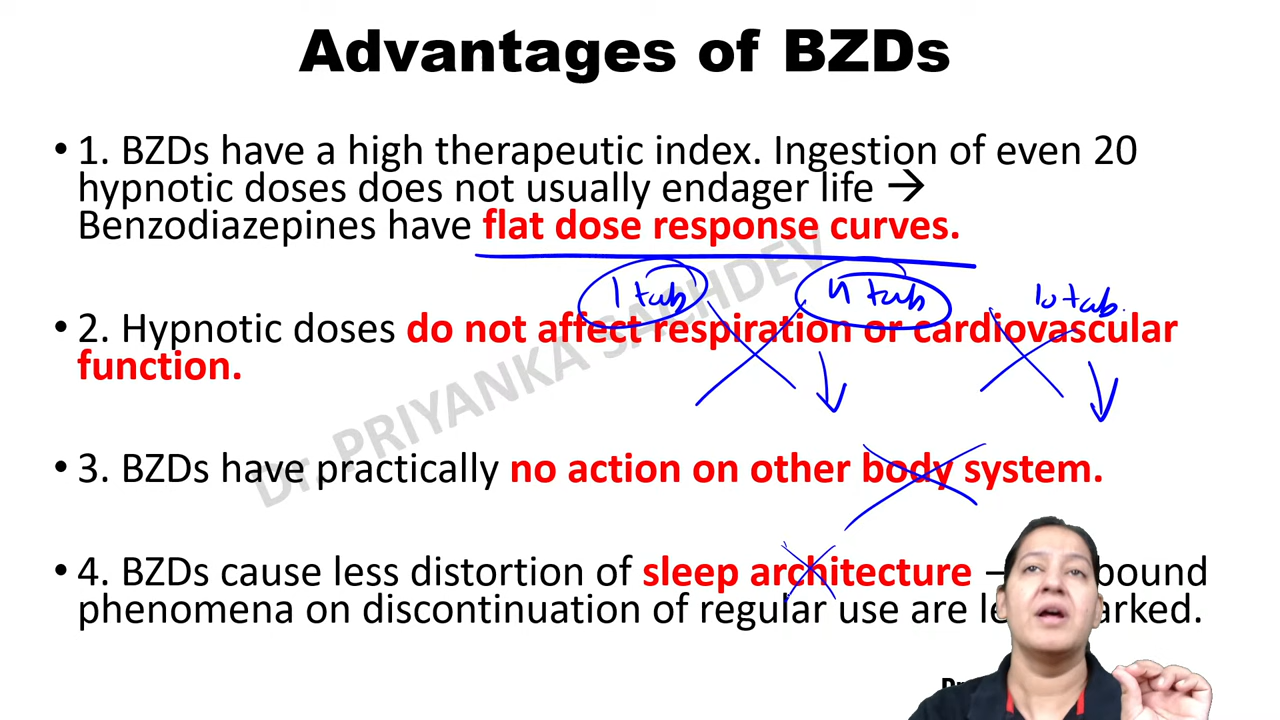 Advantages of BZDs
• 1. BZDs have a high therapeutic index. Ingestion of even 20
hypnotic doses does not usually endager life →
Benzodiazepines have flat dose response curves.
1 tab 4 tab 10 tab.
• 2. Hypnotic doses do not affect respiration or cardiovascular
function.
Dr. PRIYANKA SACHDEV
• 3. BZDs have practically no action on other body system.
• 4. BZDs cause less distortion of sleep architecture –
phenomena on discontinuation of regular use are